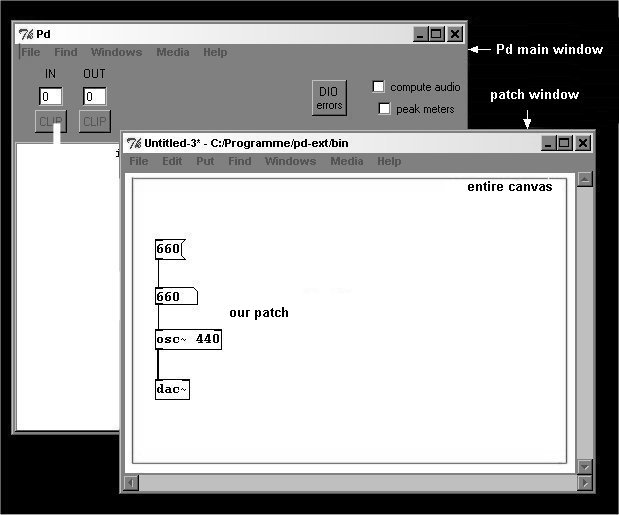 Pd
File Find Windows Media Help
Pd main window
IN OUT
0 0
DIO errors
compute audio
peak meters
CLIP CLIP
patch window
Untitled-3* - C:/Programme/pd-ext/bin
File Edit Put Find Windows Media Help
entire canvas
660
660
our patch
osc~ 440
dac~